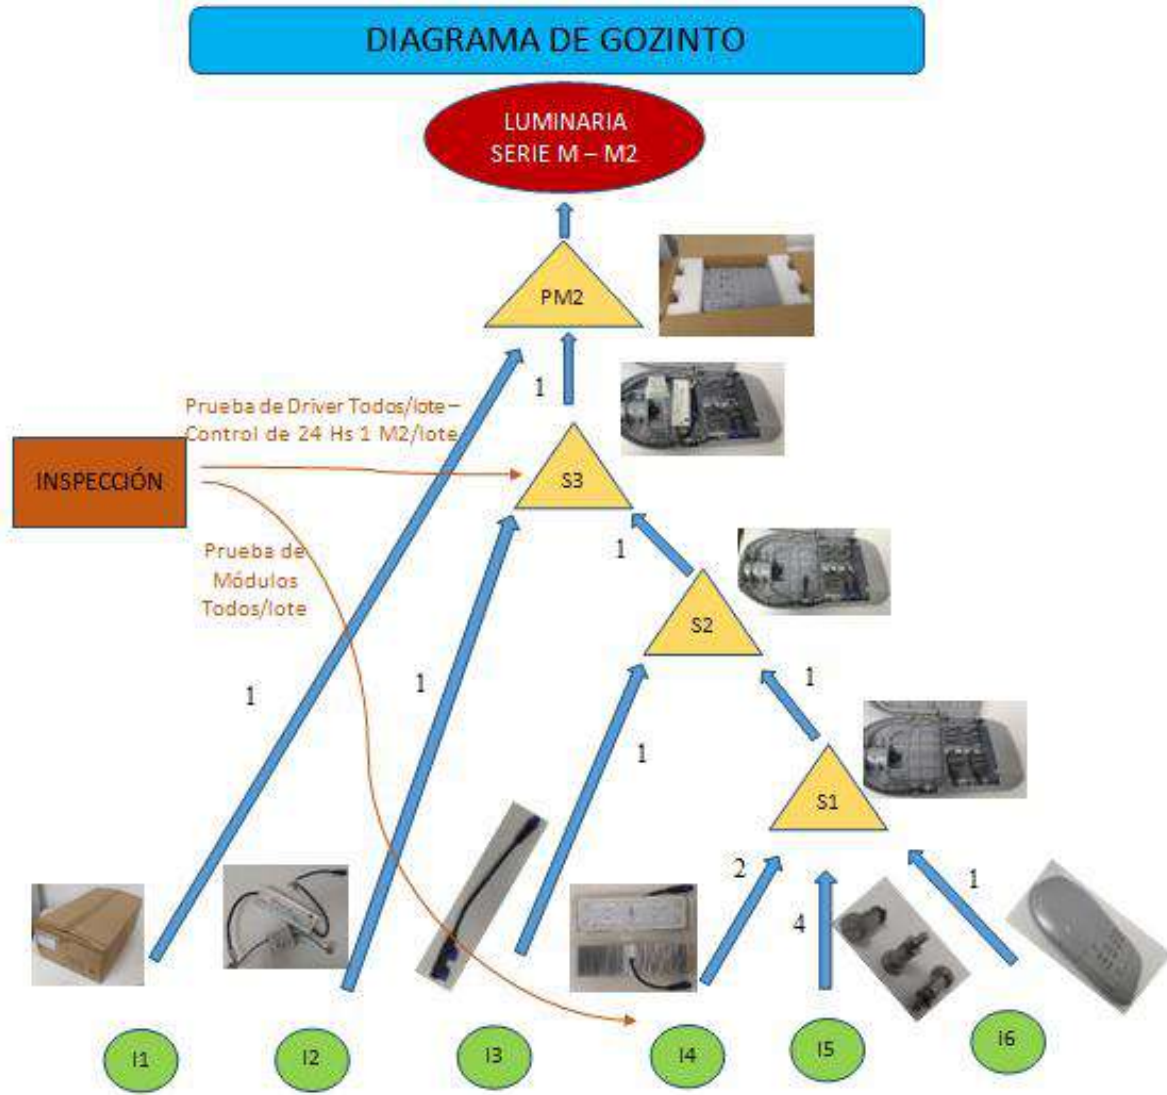 DIAGRAMA DE GOZINTO
LUMINARIA
SERIE M – M2
PM2
1
Prueba de Driver Todos/lote –
Control de 24 Hs 1 M2/lote
INSPECCIÓN
S3
1
Prueba de
Módulos
Todos/lote
S2
1
1
1
1
S1
2
4
1
I1
I2
I3
I4
I5
I6